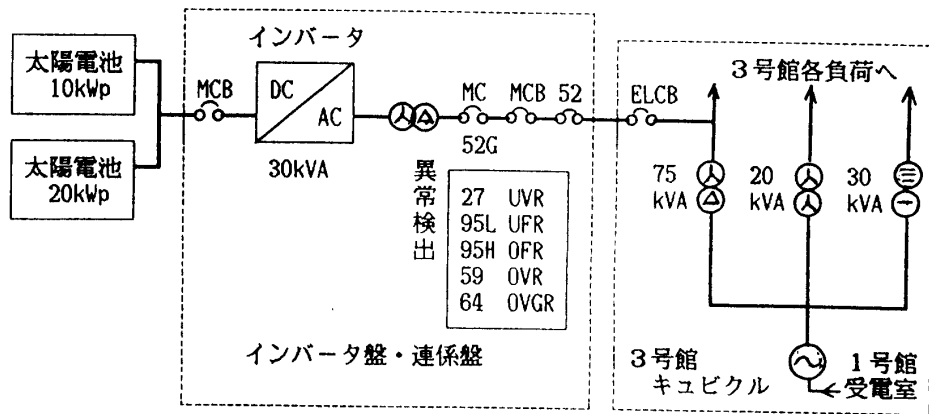 太陽電池
10kWp
太陽電池
20kWp
MCB
インバータ
DC
AC
30kVA
MC
52G
MCB
52
異常検出
27 UVR
95L UFR
95H OFR
59 OVR
64 OVGR
インバータ盤・連係盤
ELCB
3号館各負荷へ
75
kVA
20
kVA
30
kVA
3号館
キュビクル
1号館
受電室